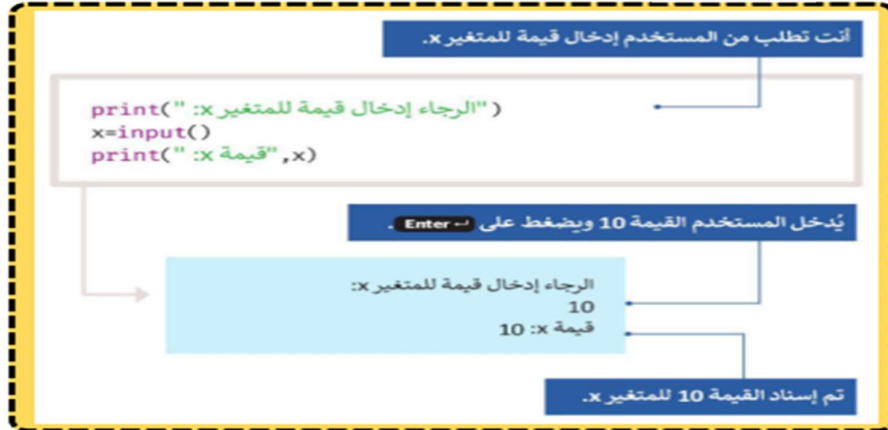 أنت تطلب من المستخدم إدخال قيمة للمتغير x.
print("الرجاء إدخال قيمة للمتغير x: ")
x=input()
print("قيمة x: ",x)
يُدخل المستخدم القيمة 10 ويضغط على Enter ↵.
الرجاء إدخال قيمة للمتغير x:
10
قيمة x: 10
تم إسناد القيمة 10 للمتغير x.